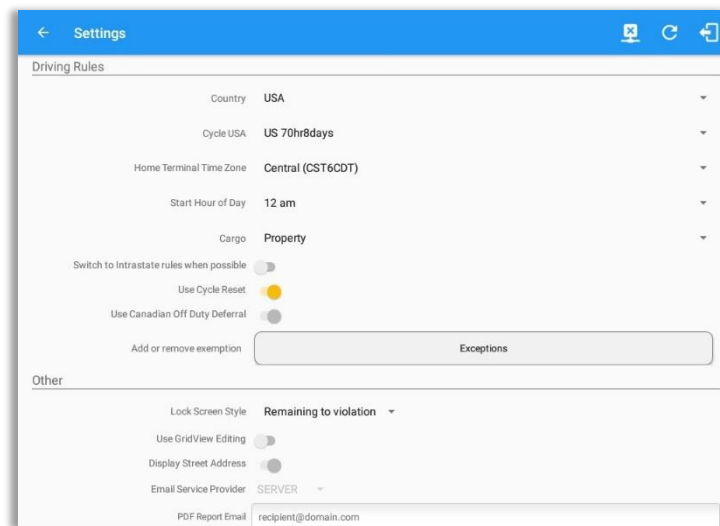 Settings
Driving Rules
Country USA
Cycle USA US 70hr8days
Home Terminal Time Zone Central (CST6CDT)
Start Hour of Day 12 am
Cargo Property
Switch to Intrastate rules when possible
Use Cycle Reset
Use Canadian Off Duty Deferral
Add or remove exemption Exceptions
Other
Lock Screen Style Remaining to violation
Use GridView Editing
Display Street Address
Email Service Provider SERVER
PDF Report Email recipient@domain.com